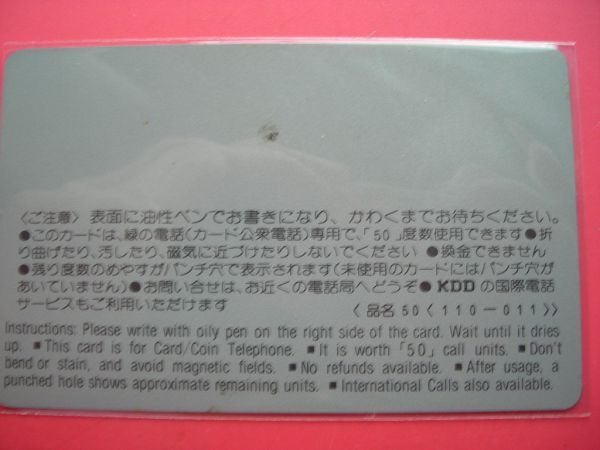 〈ご注意〉 表面に油性ペンでお書きになり、かわくまでお待ちください。
●このカードは、緑の電話(カード公衆電話)専用で、「50」度数使用できます●折
り曲げたり、汚したり、磁気に近づけたりしないでください ●換金できません
●残り度数のめやすがパンチ穴で表示されます(未使用のカードにはパンチ穴が
あいていません)●お問い合せは、お近くの電話局へどうぞ● KDD の国際電話
サービスもご利用いただけます 〈品名 50〈110-011〉〉
Instructions: Please write with oily pen on the right side of the card. Wait until it dries
up. ■This card is for Card/Coin Telephone. ■It is worth「50」call units. ■Don't
bend or stain, and avoid magnetic fields. ■No refunds available. ■After usage, a
punched hole shows approximate remaining units. ■International Calls also available.